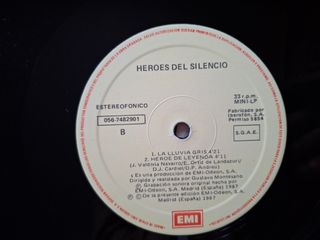 HEROES DEL SILENCIO
ESTEREOFONICO
33 r.p.m.
MINI-LP
056-7482901
B
Fabricado por
Iberofón, S.A.
Permiso 5858
S.G.A.E.
1. LA LLUVIA GRIS 4'21
2. HEROE DE LEYENDA 4'11
(J. Valdivia Navarro/E. Ortiz de Landazuri/
D.J. Cardiel/D.P. Andreu)
Es una producción de EMI-Odeón, S.A.
Dirigida y realizada por Gustavo Montesano
℗ Grabación sonora original hecha por
EMI-Odeón, S.A. Madrid (España) 1987
© De la presente edición EMI-Odeón, S.A.
Madrid (España) 1987
EMI